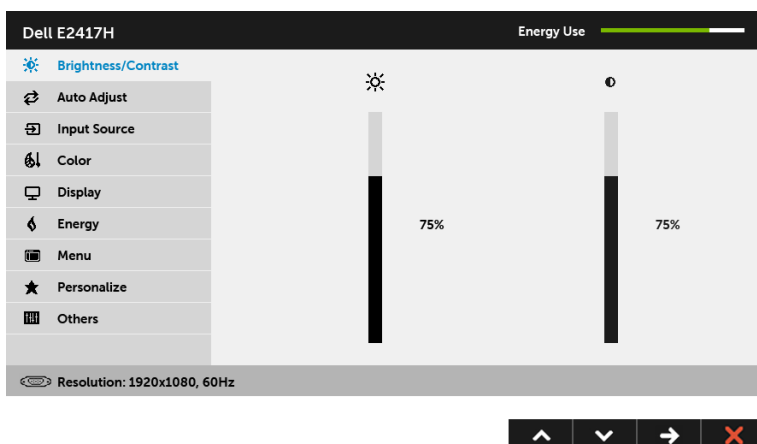 Dell E2417H
Energy Use
Brightness/Contrast
Auto Adjust
Input Source
Color
Display
Energy
Menu
Personalize
Others
75%
75%
Resolution: 1920x1080, 60Hz